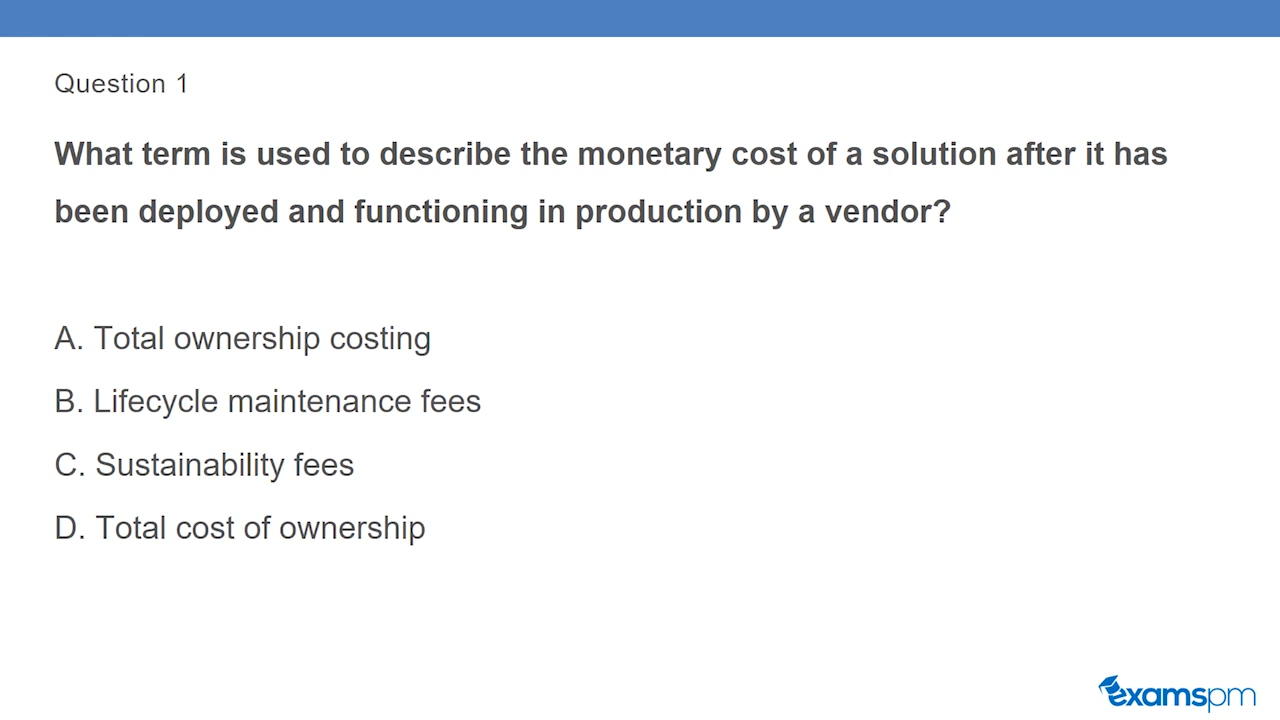 Question 1
What term is used to describe the monetary cost of a solution after it has
been deployed and functioning in production by a vendor?
A. Total ownership costing
B. Lifecycle maintenance fees
C. Sustainability fees
D. Total cost of ownership
examspm